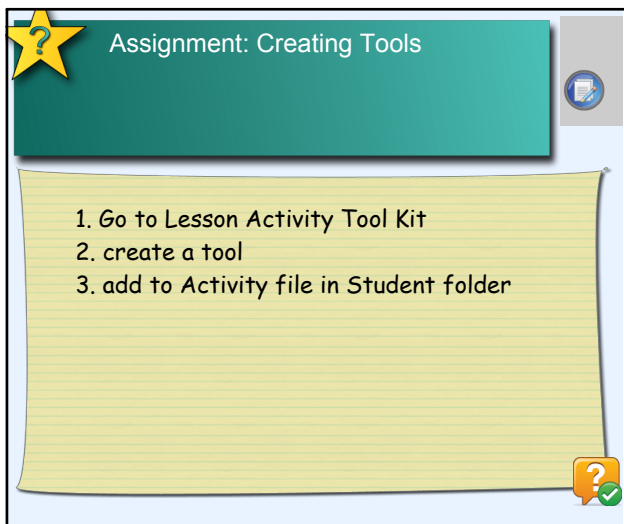 ?
Assignment: Creating Tools
1. Go to Lesson Activity Tool Kit
2. create a tool
3. add to Activity file in Student folder
?